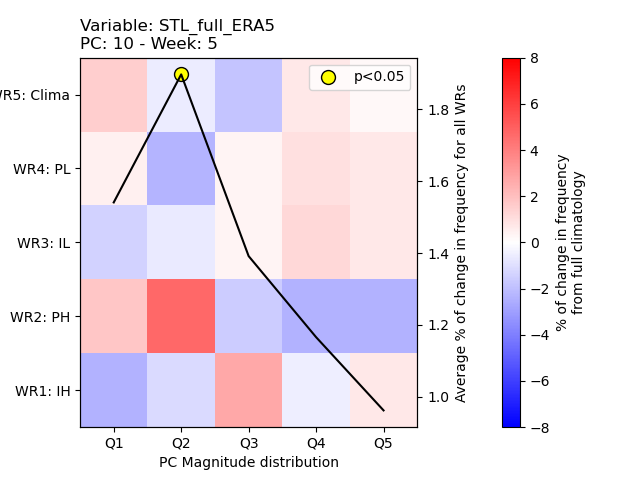 Variable: STL_full_ERA5
PC: 10 - Week: 5
p<0.05
WR5: Clima
WR4: PL
WR3: IL
WR2: PH
WR1: IH
Q1 Q2 Q3 Q4 Q5
PC Magnitude distribution
1.8
1.6
1.4
1.2
1.0
Average % of change in frequency for all WRs
8
6
4
2
0
−2
−4
−6
−8
% of change in frequency
from full climatology